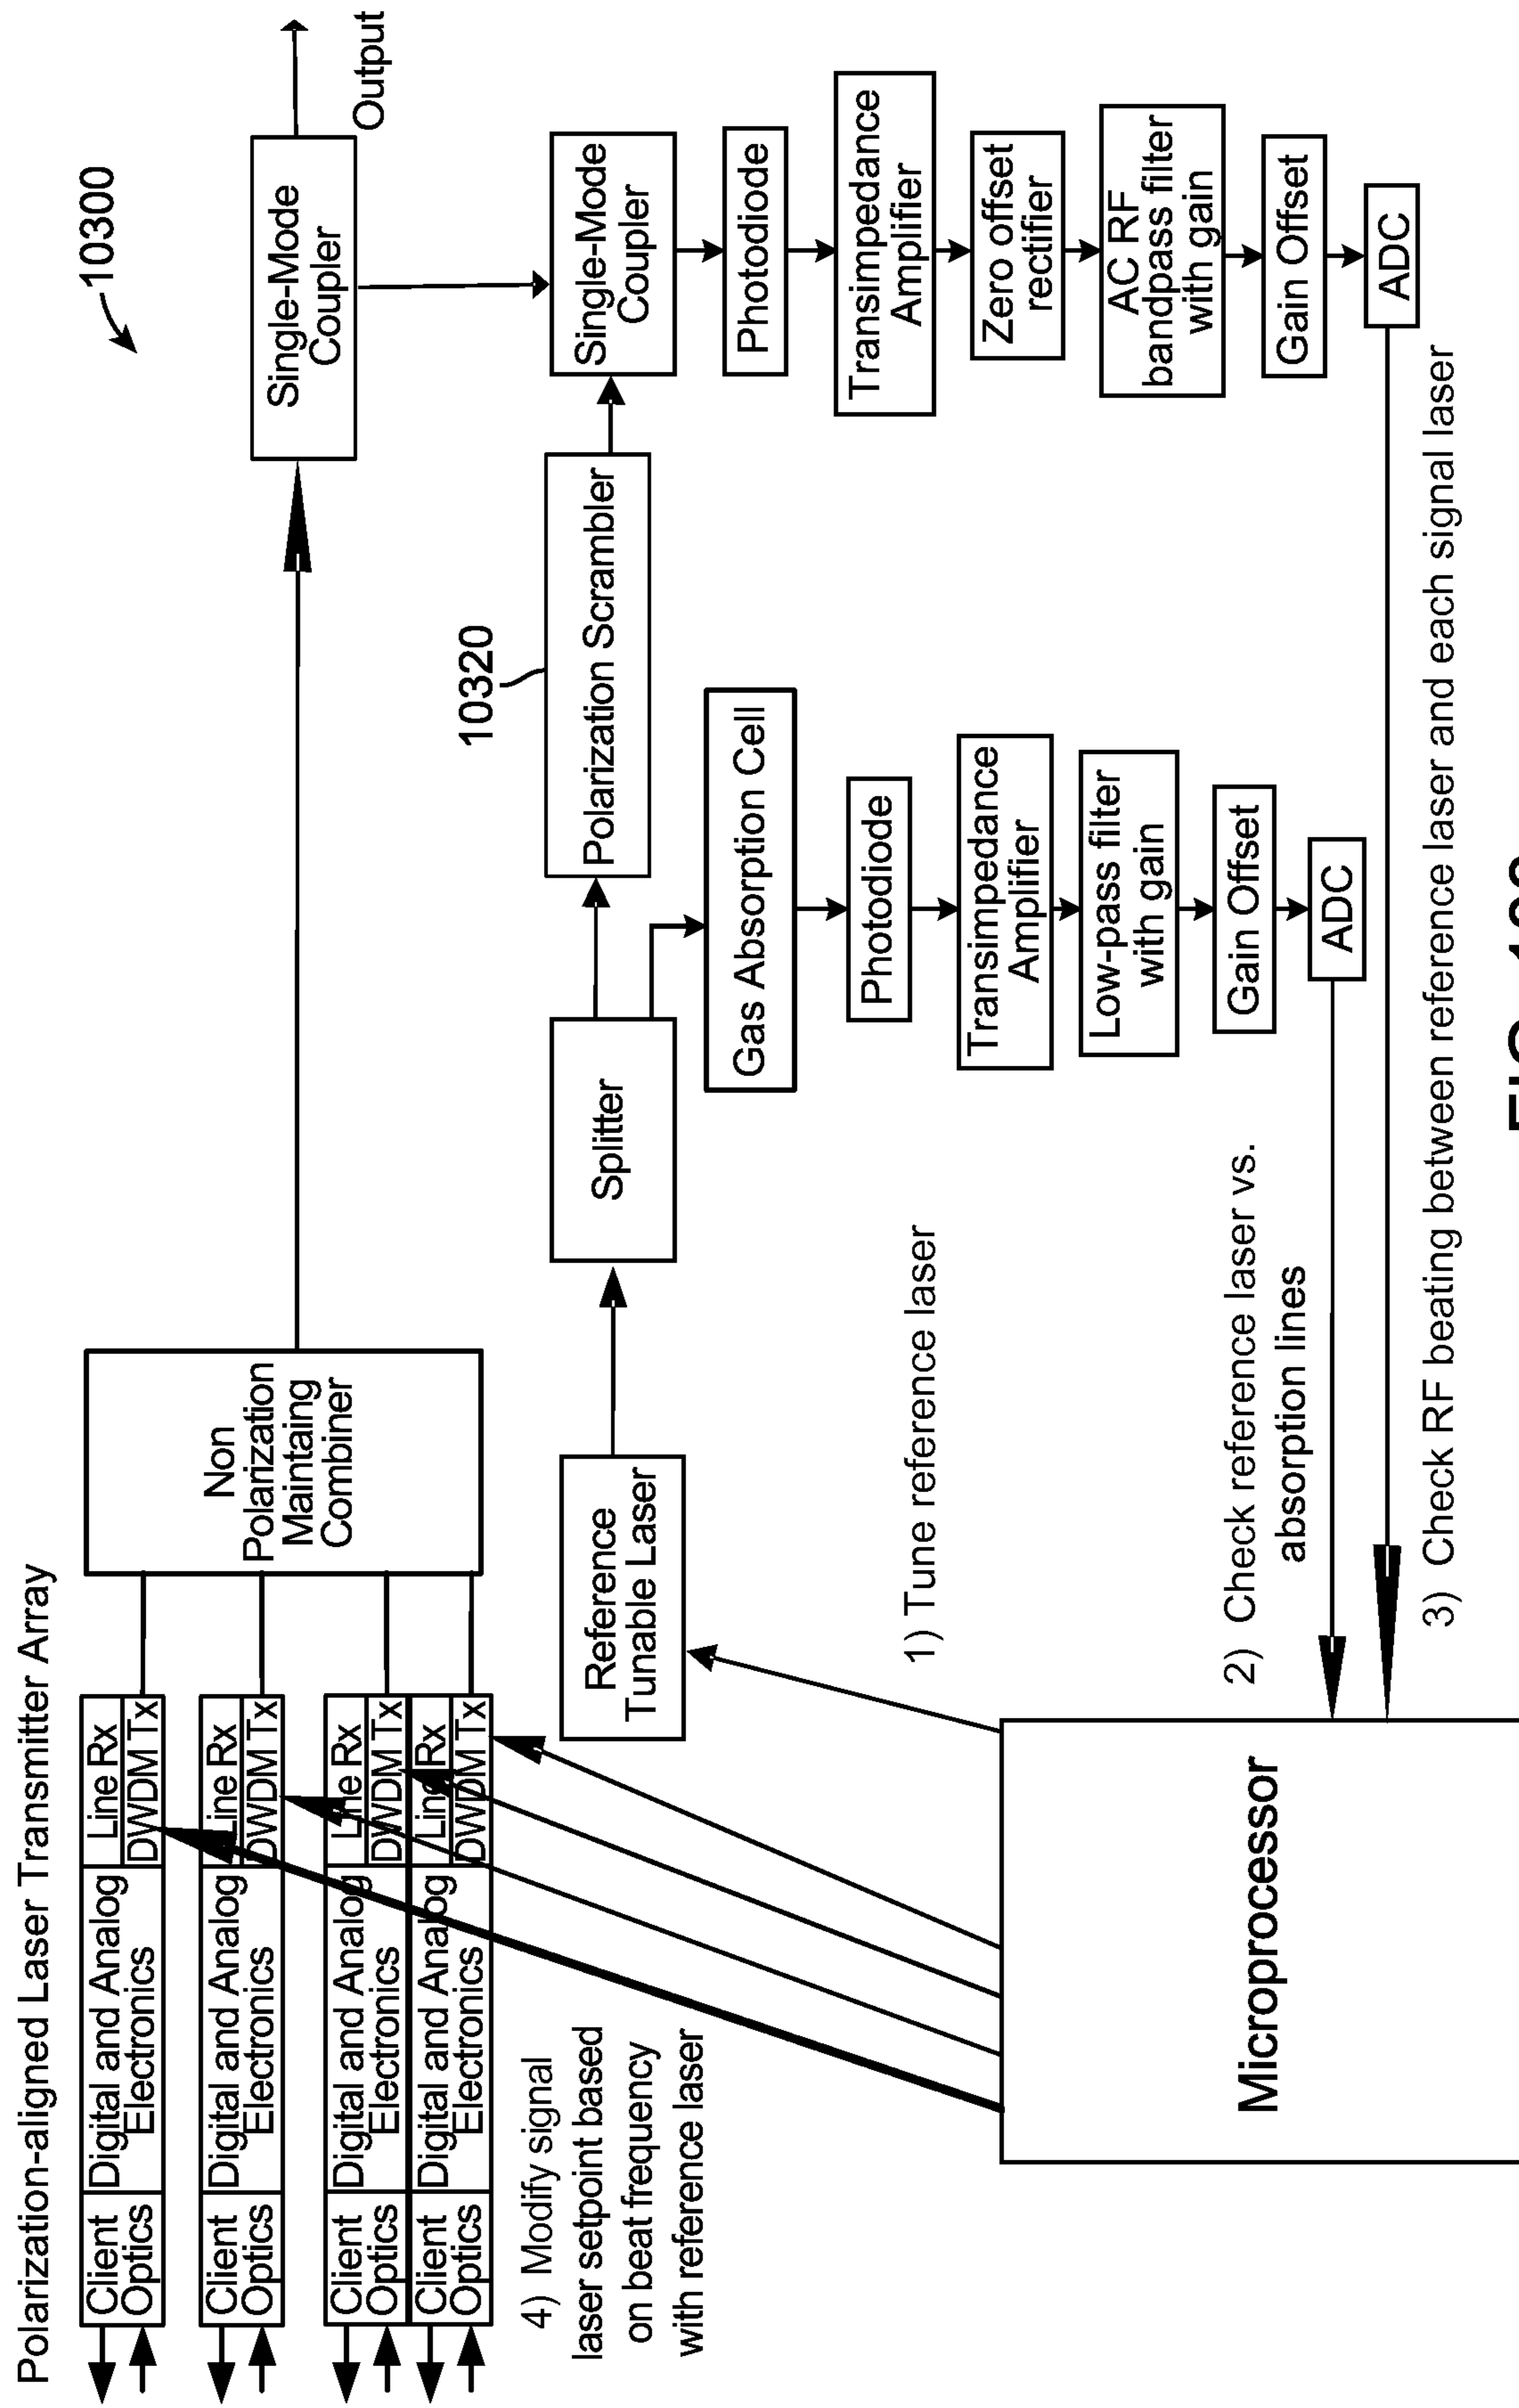 10300
Polarization-aligned Laser Transmitter Array
Client
Optics
Digital and Analog
Electronics
Line Rx
DWDM Tx
Client
Optics
Digital and Analog
Electronics
Line Rx
DWDM Tx
Client
Optics
Digital and Analog
Electronics
Line Rx
DWDM Tx
Client
Optics
Digital and Analog
Electronics
Line Rx
DWDM Tx
Non
Polarization
Maintaing
Combiner
Single-Mode
Coupler
Output
Reference
Tunable Laser
Splitter
10320
Polarization Scrambler
Single-Mode
Coupler
Gas Absorption Cell
Photodiode
Transimpedance
Amplifier
Low-pass filter
with gain
Gain Offset
ADC
Photodiode
Transimpedance
Amplifier
Zero offset
rectifier
AC RF
bandpass filter
with gain
Gain Offset
ADC
4) Modify signal
laser setpoint based
on beat frequency
with reference laser
1) Tune reference laser
2) Check reference laser vs.
absorption lines
3) Check RF beating between reference laser and each signal laser
Microprocessor